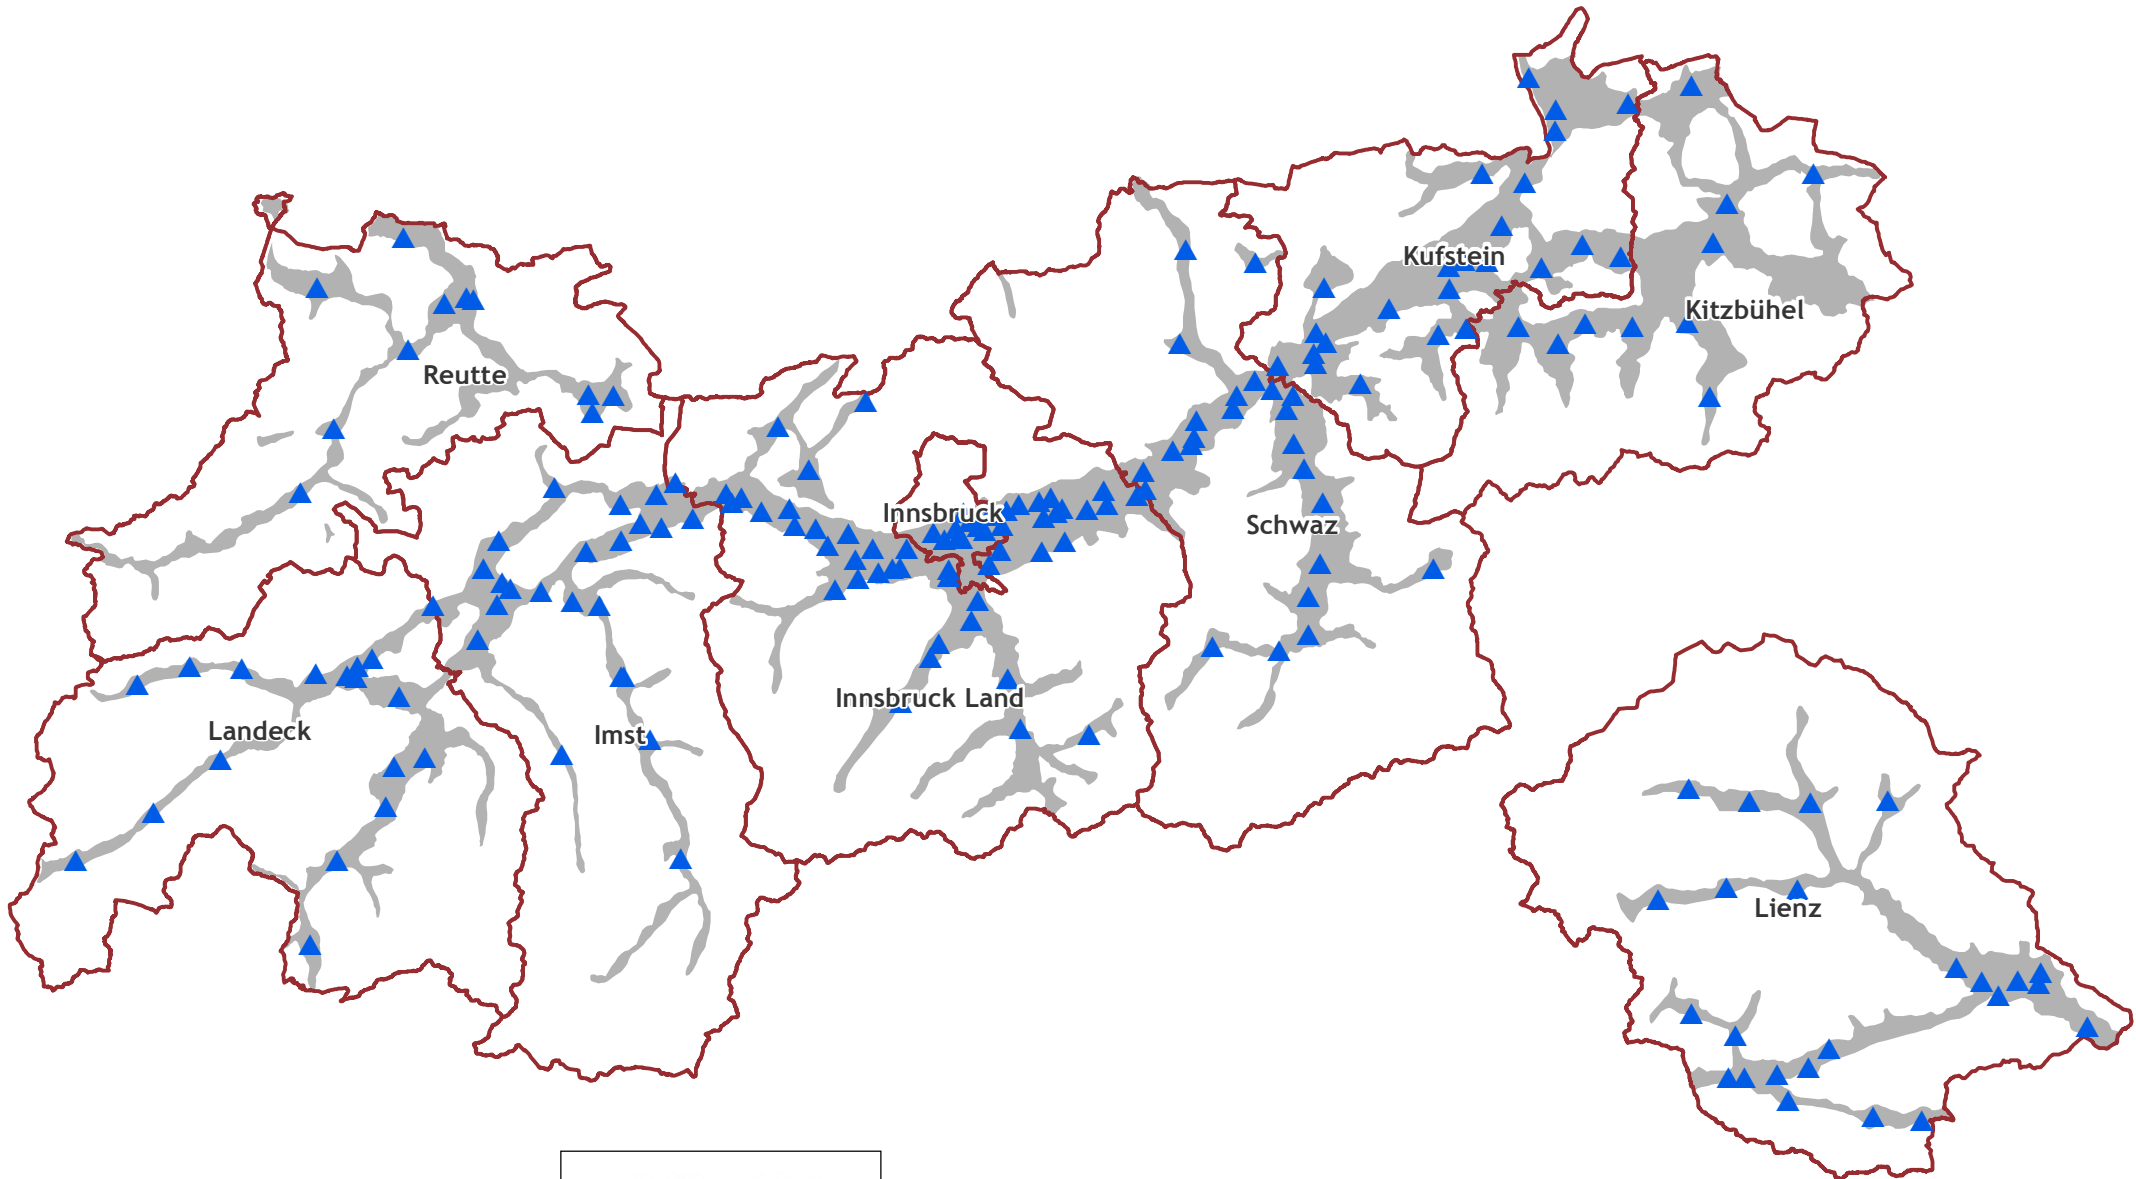 Kufstein
Kitzbühel
Reutte
Innsbruck
Schwaz
Innsbruck Land
Landeck
Imst
Lienz